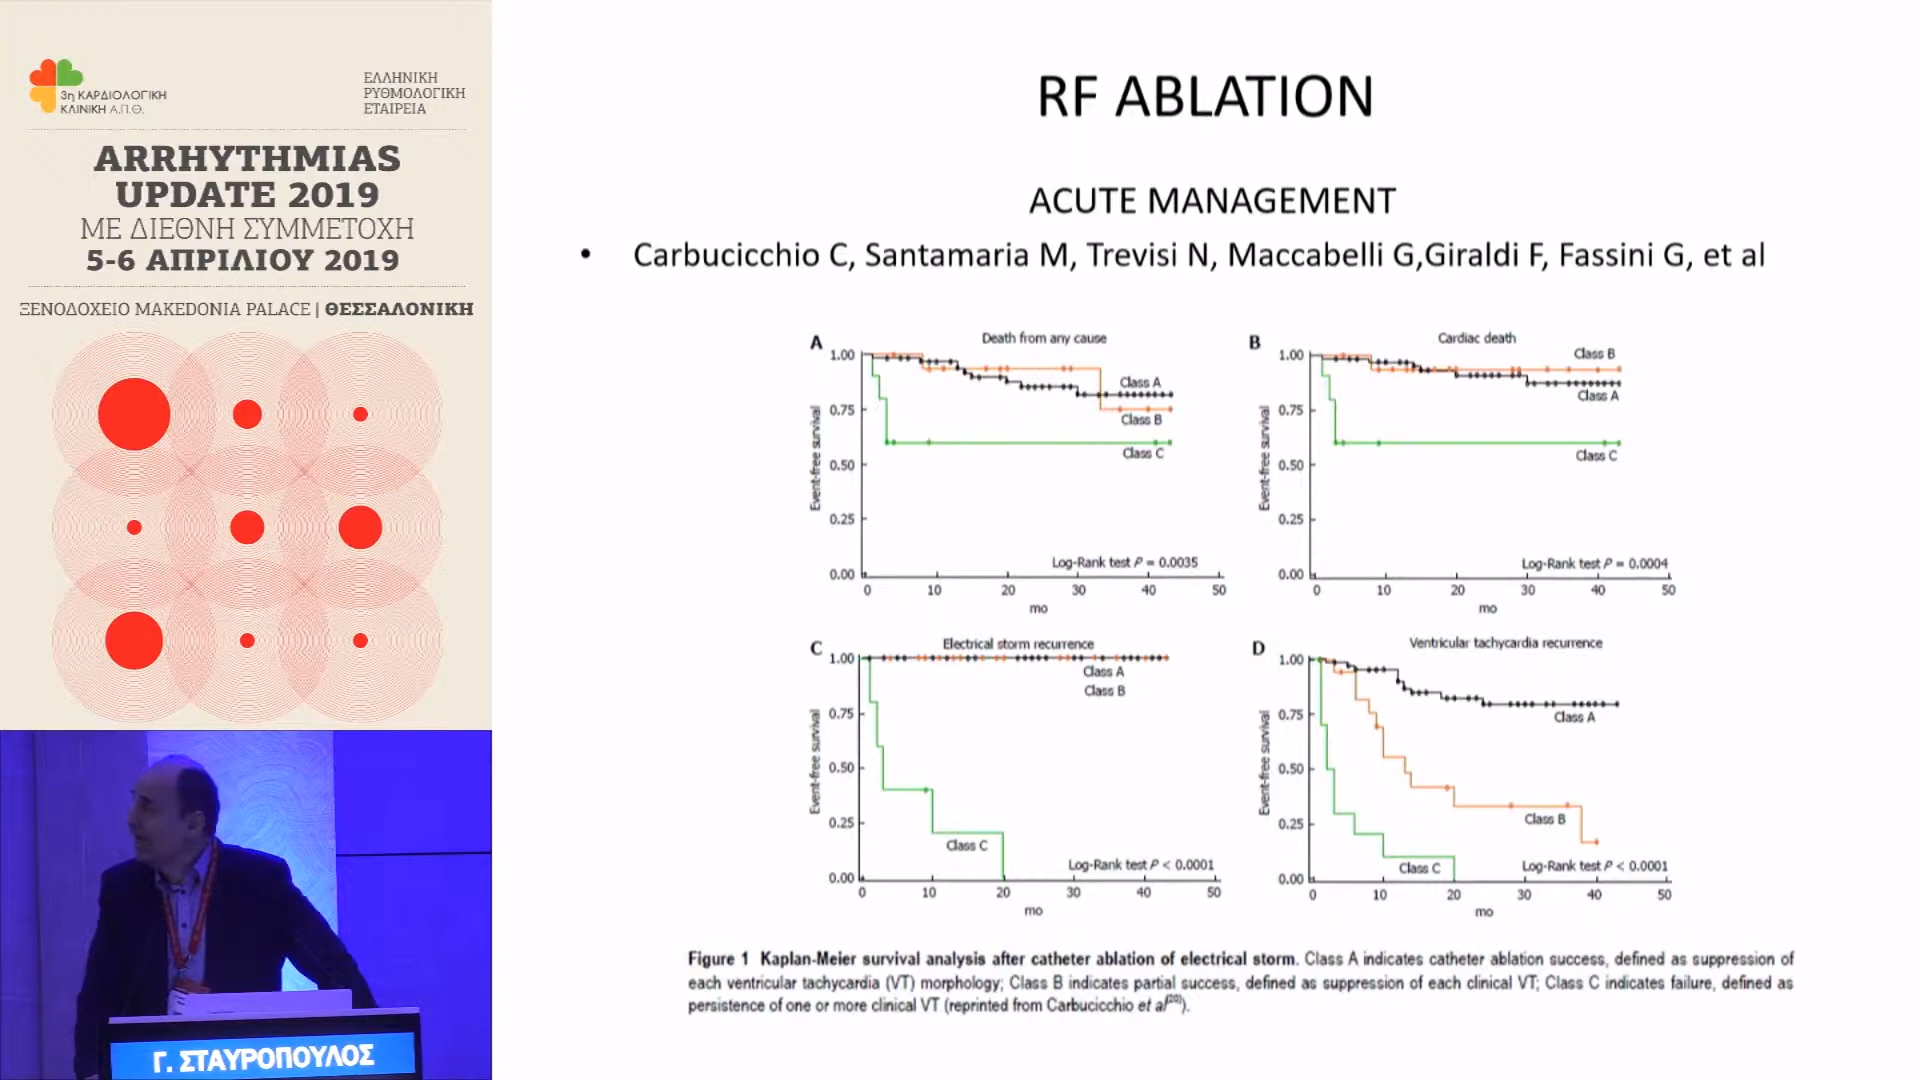 3η ΚΑΡΔΙΟΛΟΓΙΚΗ
ΚΛΙΝΙΚΗ Α.Π.Θ.
ΕΛΛΗΝΙΚΗ
ΡΥΘΜΟΛΟΓΙΚΗ
ΕΤΑΙΡΕΙΑ
ARRHYTHMIAS
UPDATE 2019
ΜΕ ΔΙΕΘΝΗ ΣΥΜΜΕΤΟΧΗ
5-6 ΑΠΡΙΛΙΟΥ 2019
ΞΕΝΟΔΟΧΕΙΟ MAKEDONIA PALACE | ΘΕΣΣΑΛΟΝΙΚΗ
Γ. ΣΤΑΥΡΟΠΟΥΛΟΣ
RF ABLATION
ACUTE MANAGEMENT
• Carbucicchio C, Santamaria M, Trevisi N, Maccabelli G,Giraldi F, Fassini G, et al
A
Death from any cause
Event-free survival
1.00
0.75
0.50
0.25
0.00
Class A
Class B
Class C
Log-Rank test P = 0.0035
0 10 20 30 40 50
mo
B
Cardiac death
Event-free survival
1.00
0.75
0.50
0.25
0.00
Class B
Class A
Class C
Log-Rank test P = 0.0004
0 10 20 30 40 50
mo
C
Electrical storm recurrence
Event-free survival
1.00
0.75
0.50
0.25
0.00
Class A
Class B
Class C
Log-Rank test P < 0.0001
0 10 20 30 40 50
mo
D
Ventricular tachycardia recurrence
Event-free survival
1.00
0.75
0.50
0.25
0.00
Class A
Class B
Class C
Log-Rank test P < 0.0001
0 10 20 30 40 50
mo
Figure 1 Kaplan-Meier survival analysis after catheter ablation of electrical storm. Class A indicates catheter ablation success, defined as suppression of
each ventricular tachycardia (VT) morphology; Class B indicates partial success, defined as suppression of each clinical VT; Class C indicates failure, defined as
persistence of one or more clinical VT (reprinted from Carbucicchio et al[20]).